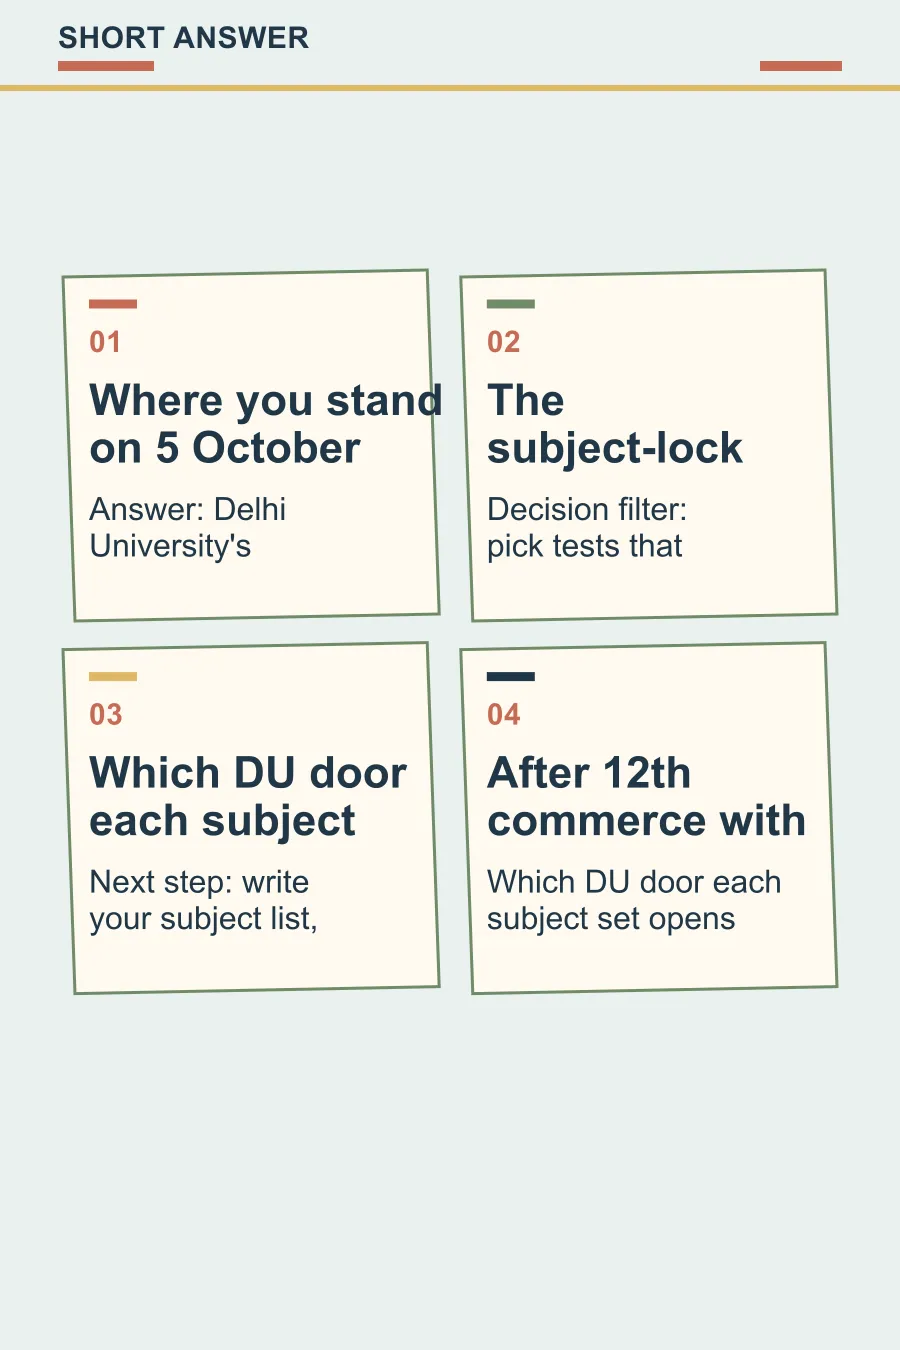 SHORT ANSWER
01
Where you stand
on 5 October
Answer: Delhi
University's
02
The
subject-lock
Decision filter:
pick tests that
03
Which DU door
each subject
Next step: write
your subject list,
04
After 12th
commerce with
Which DU door each
subject set opens